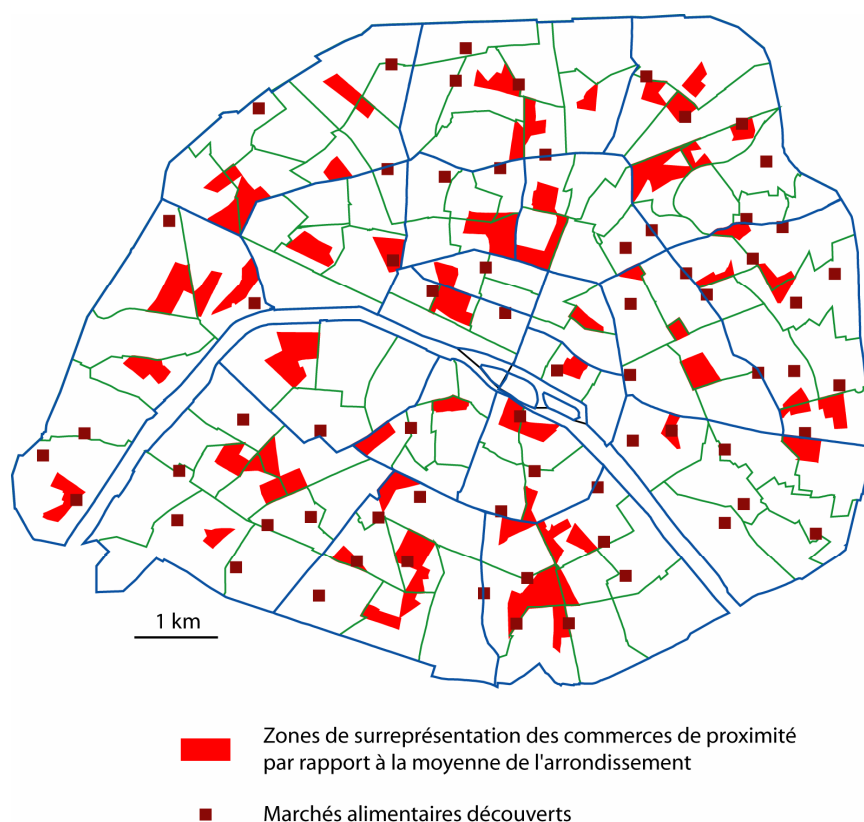 1 km
Zones de surreprésentation des commerces de proximité
par rapport à la moyenne de l'arrondissement
Marchés alimentaires découverts